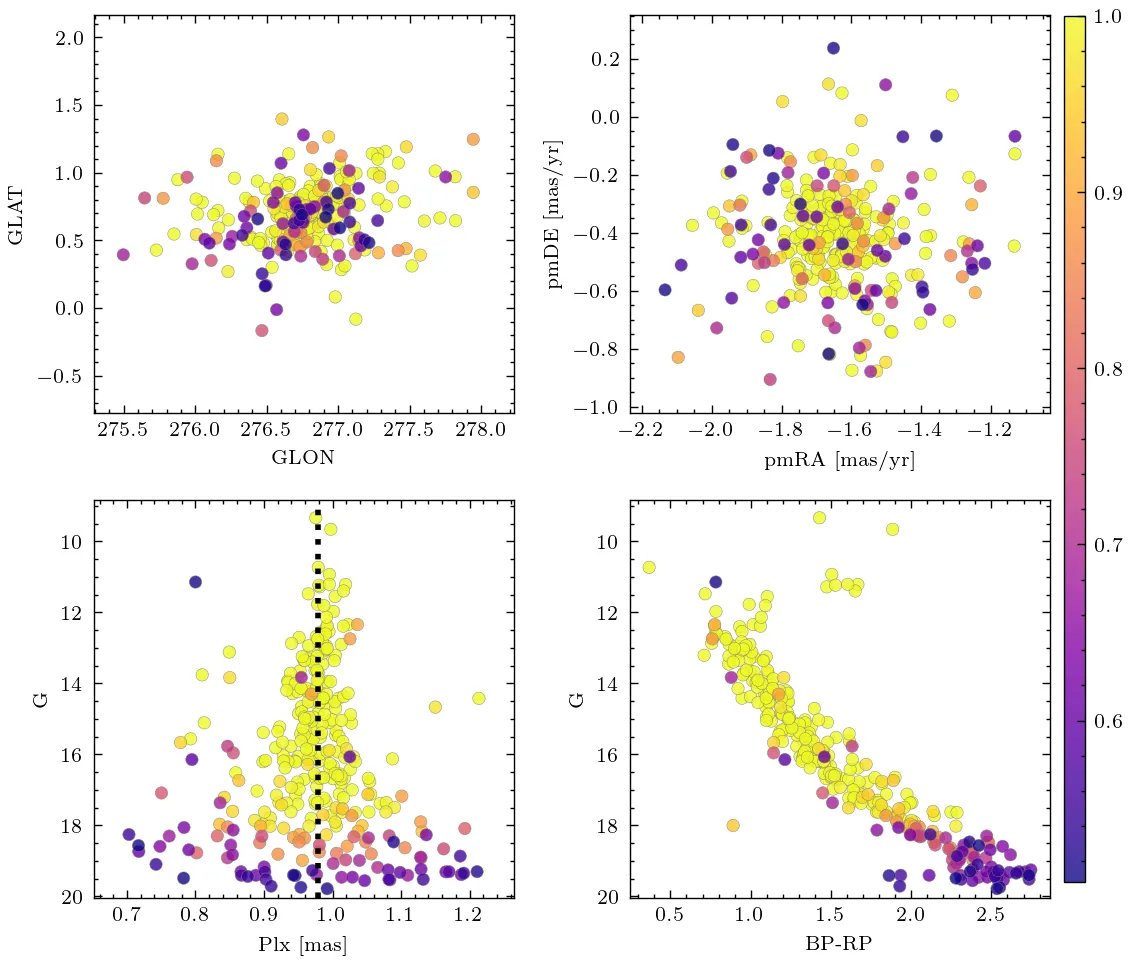 2.0
1.5
1.0
0.5
0.0
−0.5
GLAT
275.5 276.0 276.5 277.0 277.5 278.0
GLON
0.2
0.0
−0.2
−0.4
−0.6
−0.8
−1.0
pmDE [mas/yr]
−2.2 −2.0 −1.8 −1.6 −1.4 −1.2
pmRA [mas/yr]
10
12
14
16
18
20
G
0.7 0.8 0.9 1.0 1.1 1.2
Plx [mas]
10
12
14
16
18
20
G
0.5 1.0 1.5 2.0 2.5
BP-RP
1.0
0.9
0.8
0.7
0.6